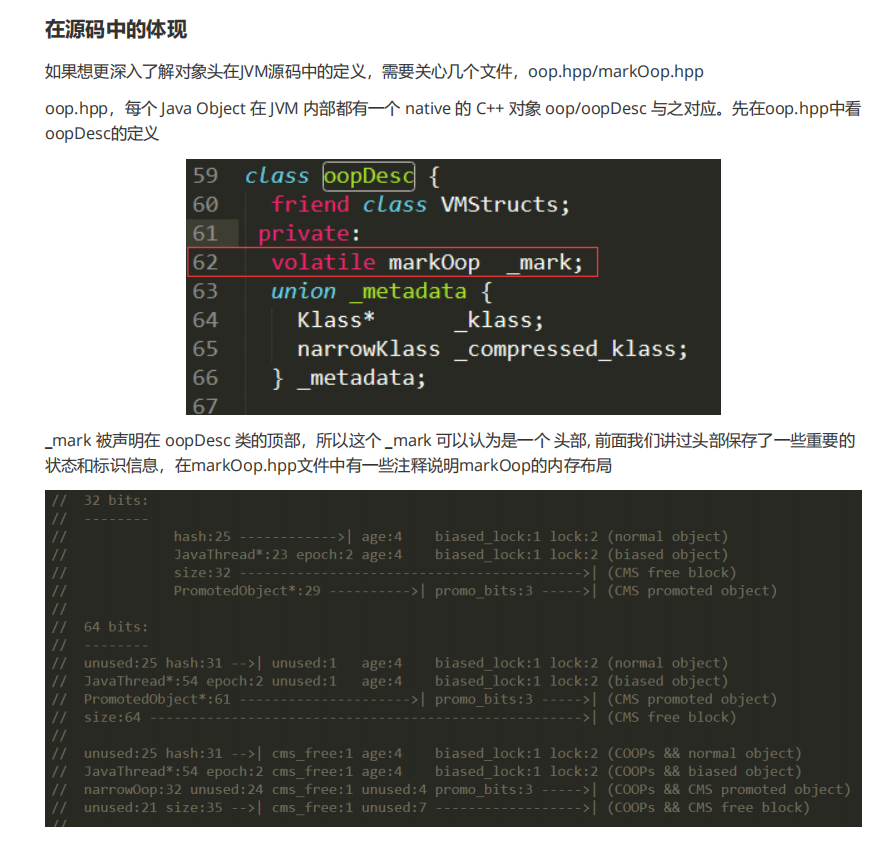 在源码中的体现
如果想更深入了解对象头在JVM源码中的定义，需要关心几个文件，oop.hpp/markOop.hpp
oop.hpp，每个 Java Object 在 JVM 内部都有一个 native 的 C++ 对象 oop/oopDesc 与之对应。先在oop.hpp中看
oopDesc的定义
59 class oopDesc {
60 friend class VMStructs;
61 private:
62 volatile markOop _mark;
63 union _metadata {
64 Klass* _klass;
65 narrowKlass _compressed_klass;
66 } _metadata;
67
_mark 被声明在 oopDesc 类的顶部，所以这个 _mark 可以认为是一个 头部, 前面我们讲过头部保存了一些重要的
状态和标识信息，在markOop.hpp文件中有一些注释说明markOop的内存布局
// 32 bits:
// --------
// hash:25 ------------>| age:4 biased_lock:1 lock:2 (normal object)
// JavaThread*:23 epoch:2 age:4 biased_lock:1 lock:2 (biased object)
// size:32 ------------------------------------------>| (CMS free block)
// PromotedObject*:29 ---------->| promo_bits:3 ----->| (CMS promoted object)
//
// 64 bits:
// --------
// unused:25 hash:31 -->| unused:1 age:4 biased_lock:1 lock:2 (normal object)
// JavaThread*:54 epoch:2 unused:1 age:4 biased_lock:1 lock:2 (biased object)
// PromotedObject*:61 --------------------->| promo_bits:3 ----->| (CMS promoted object)
// size:64 ----------------------------------------------------->| (CMS free block)
//
// unused:25 hash:31 -->| cms_free:1 age:4 biased_lock:1 lock:2 (COOPs && normal object)
// JavaThread*:54 epoch:2 cms_free:1 age:4 biased_lock:1 lock:2 (COOPs && biased object)
// narrowOop:32 unused:24 cms_free:1 unused:4 promo_bits:3 ----->| (COOPs && CMS promoted object)
// unused:21 size:35 -->| cms_free:1 unused:7 ------------------>| (COOPs && CMS free block)
//